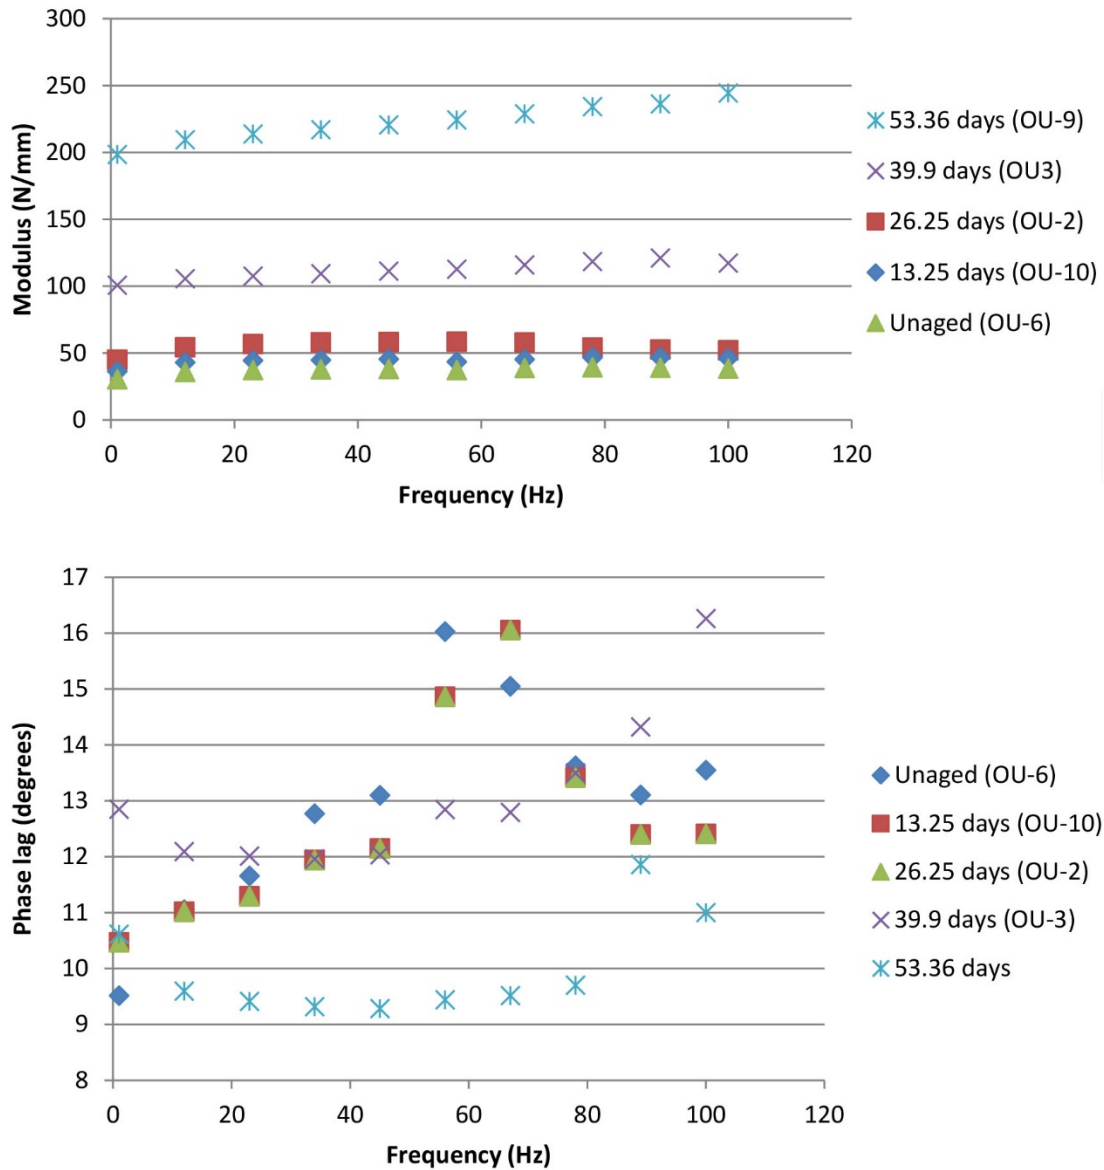 300
250
200
150
100
50
0
Modulus (N/mm)
0 20 40 60 80 100 120
Frequency (Hz)
53.36 days (OU-9)
39.9 days (OU3)
26.25 days (OU-2)
13.25 days (OU-10)
Unaged (OU-6)
17
16
15
14
13
12
11
10
9
8
Phase lag (degrees)
0 20 40 60 80 100 120
Frequency (Hz)
Unaged (OU-6)
13.25 days (OU-10)
26.25 days (OU-2)
39.9 days (OU-3)
53.36 days